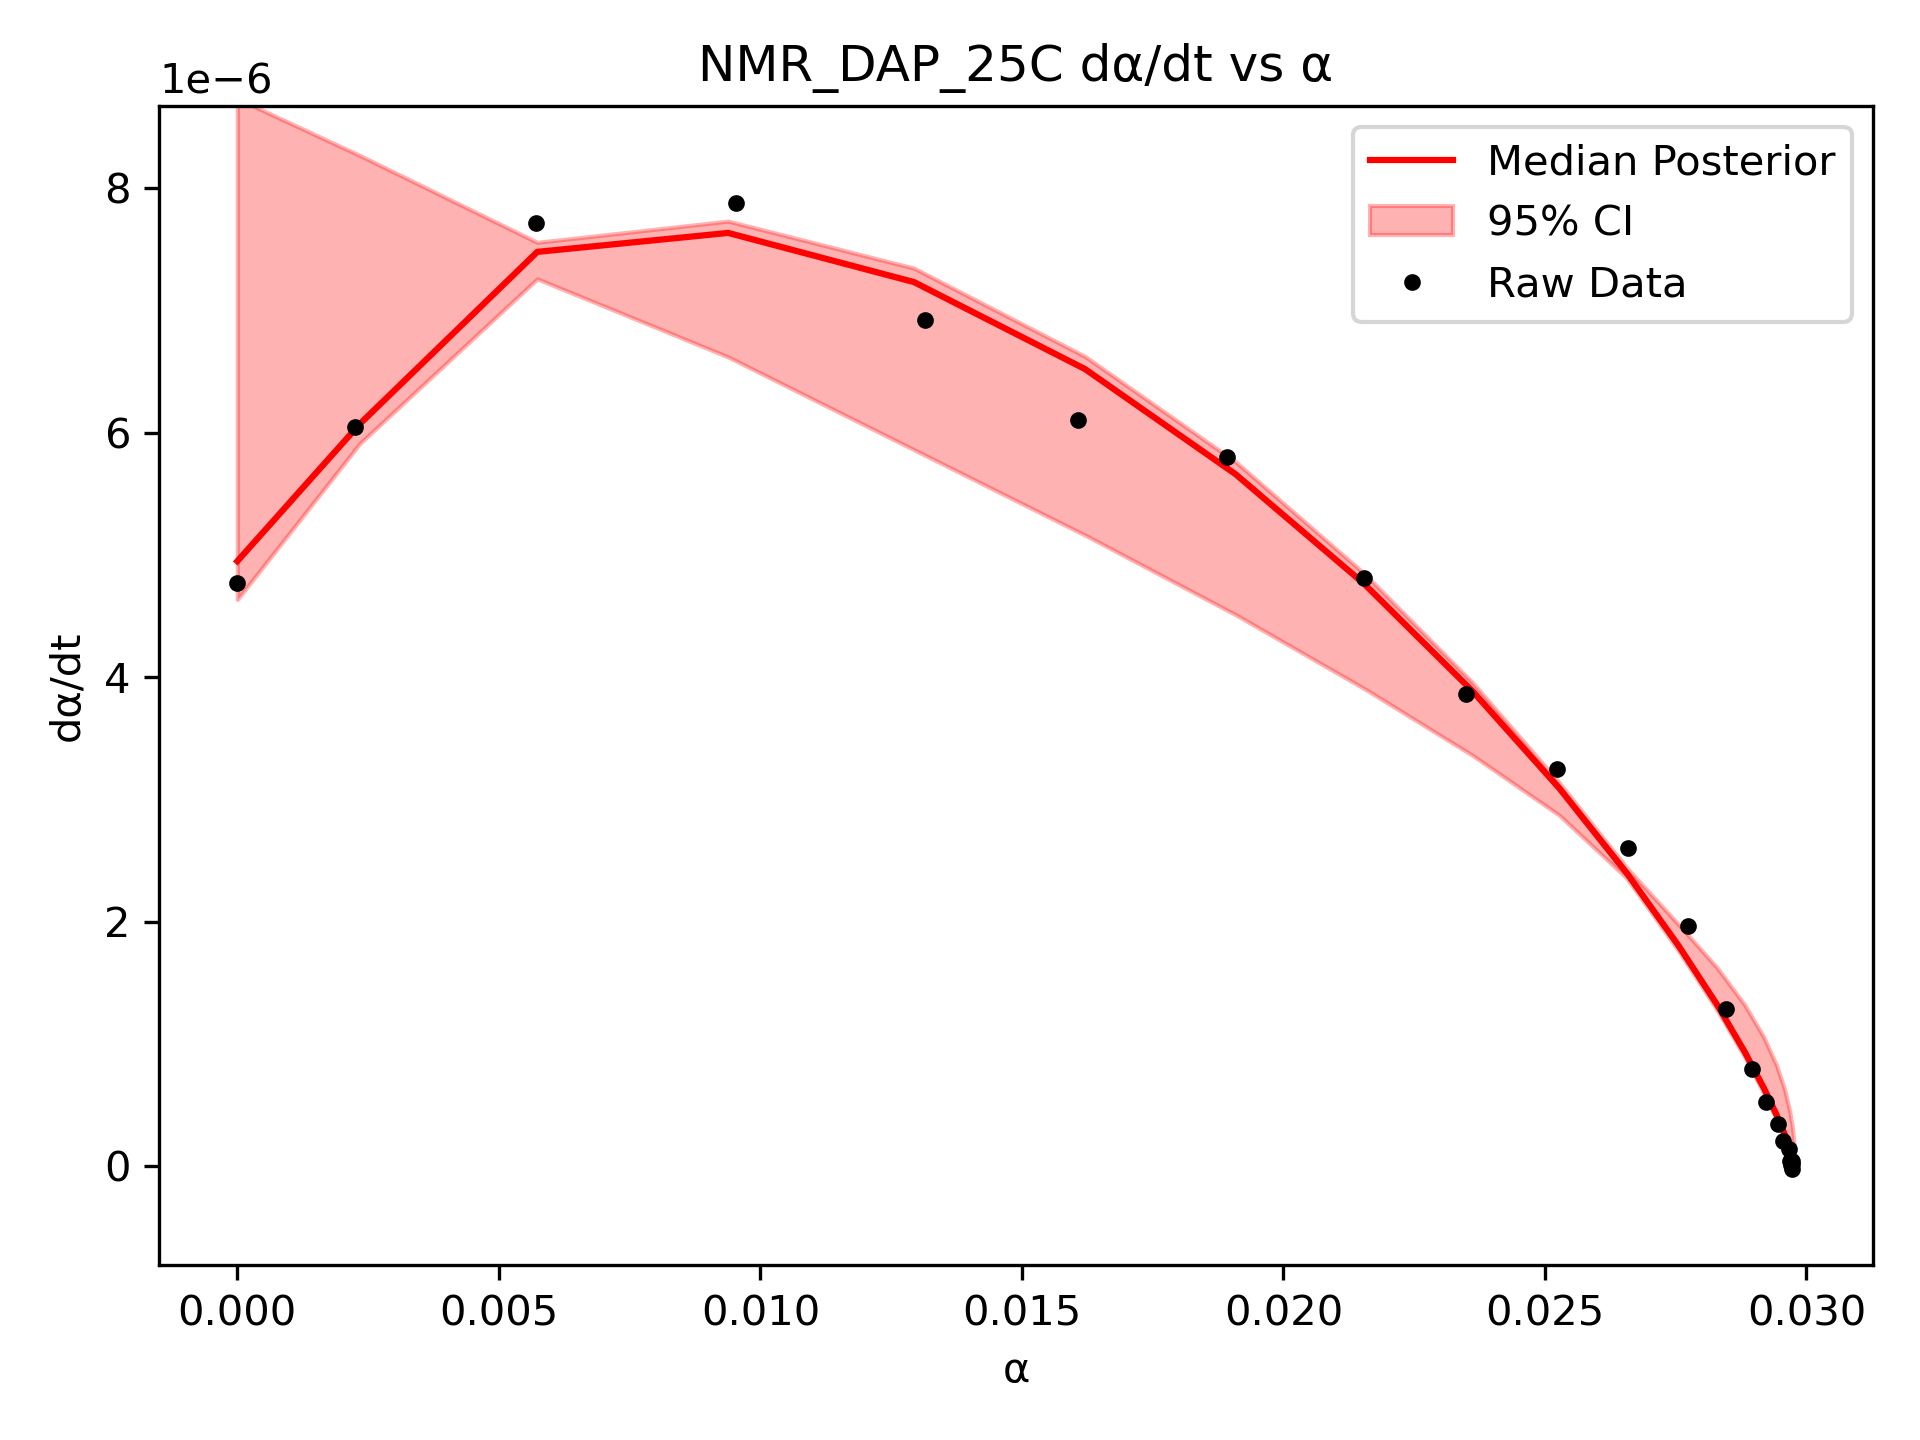 NMR_DAP_25C dα/dt vs α
1e−6
Median Posterior
95% CI
Raw Data
8
6
4
2
0
dα/dt
0.000 0.005 0.010 0.015 0.020 0.025 0.030
α